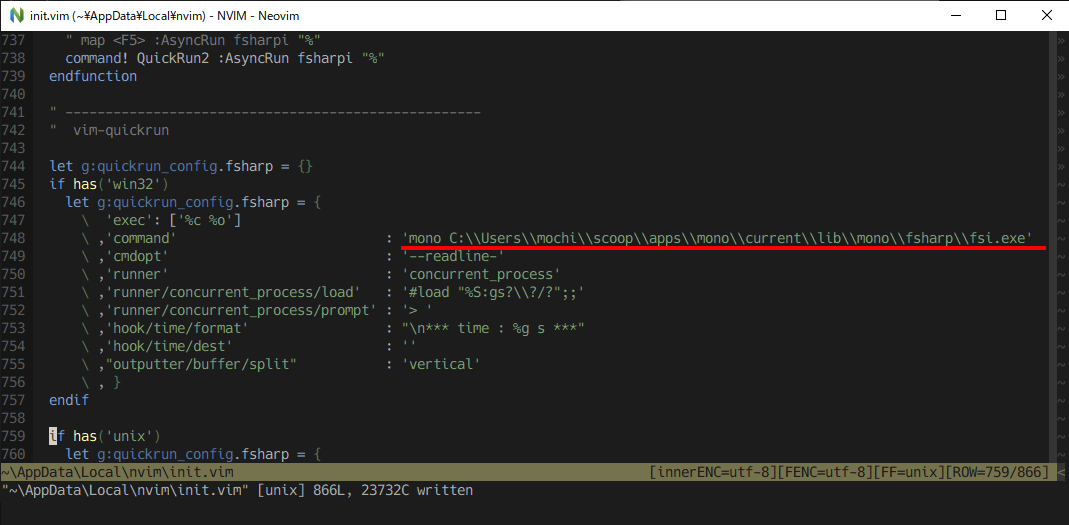 init.vim (~¥AppData¥Local¥nvim) - NVIM - Neovim
737     " map <F5> :AsyncRun fsharpi "%"
738     command! QuickRun2 :AsyncRun fsharpi "%"
739   endfunction
740
741   " ---------------------------------------------------
742   "  vim-quickrun
743
744   let g:quickrun_config.fsharp = {}
745   if has('win32')
746     let g:quickrun_config.fsharp = {
747       \  'exec': ['%c %o']
748       \ ,'command'                          : 'mono C:\\Users\\mochi\\scoop\\apps\\mono\\current\\lib\\mono\\fsharp\\fsi.exe'
749       \ ,'cmdopt'                           : '--readline-'
750       \ ,'runner'                           : 'concurrent_process'
751       \ ,'runner/concurrent_process/load'   : '#load "%S:gs?\\?/?";;'
752       \ ,'runner/concurrent_process/prompt' : '> '
753       \ ,'hook/time/format'                 : "\n*** time : %g s ***"
754       \ ,'hook/time/dest'                   : ''
755       \ ,"outputter/buffer/split"           : 'vertical'
756       \ , }
757   endif
758
759   if has('unix')
760     let g:quickrun_config.fsharp = {
~\AppData\Local\nvim\init.vim [innerENC=utf-8][FENC=utf-8][FF=unix][ROW=759/866] <
"~\AppData\Local\nvim\init.vim" [unix] 866L, 23732C written